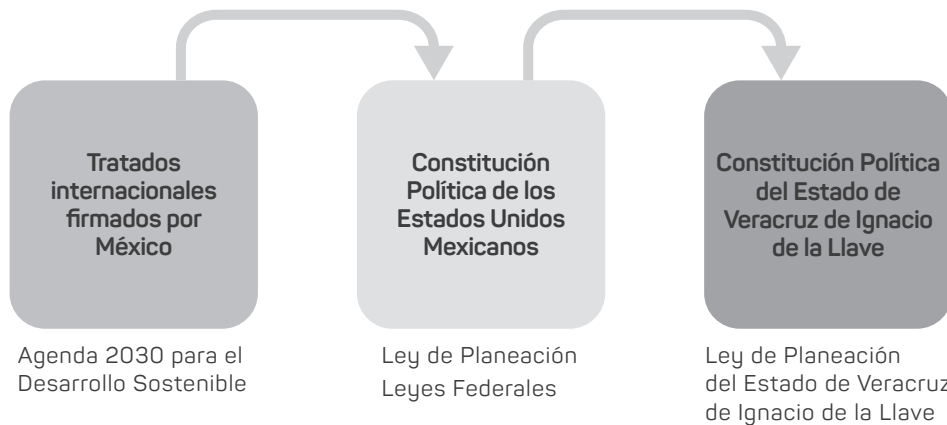 Tratados
internacionales
firmados por
México
Constitución
Política de los
Estados Unidos
Mexicanos
Constitución Política
del Estado de
Veracruz de Ignacio
de la Llave
Agenda 2030 para el
Desarrollo Sostenible
Ley de Planeación
Leyes Federales
Ley de Planeación
del Estado de Veracruz
de Ignacio de la Llave